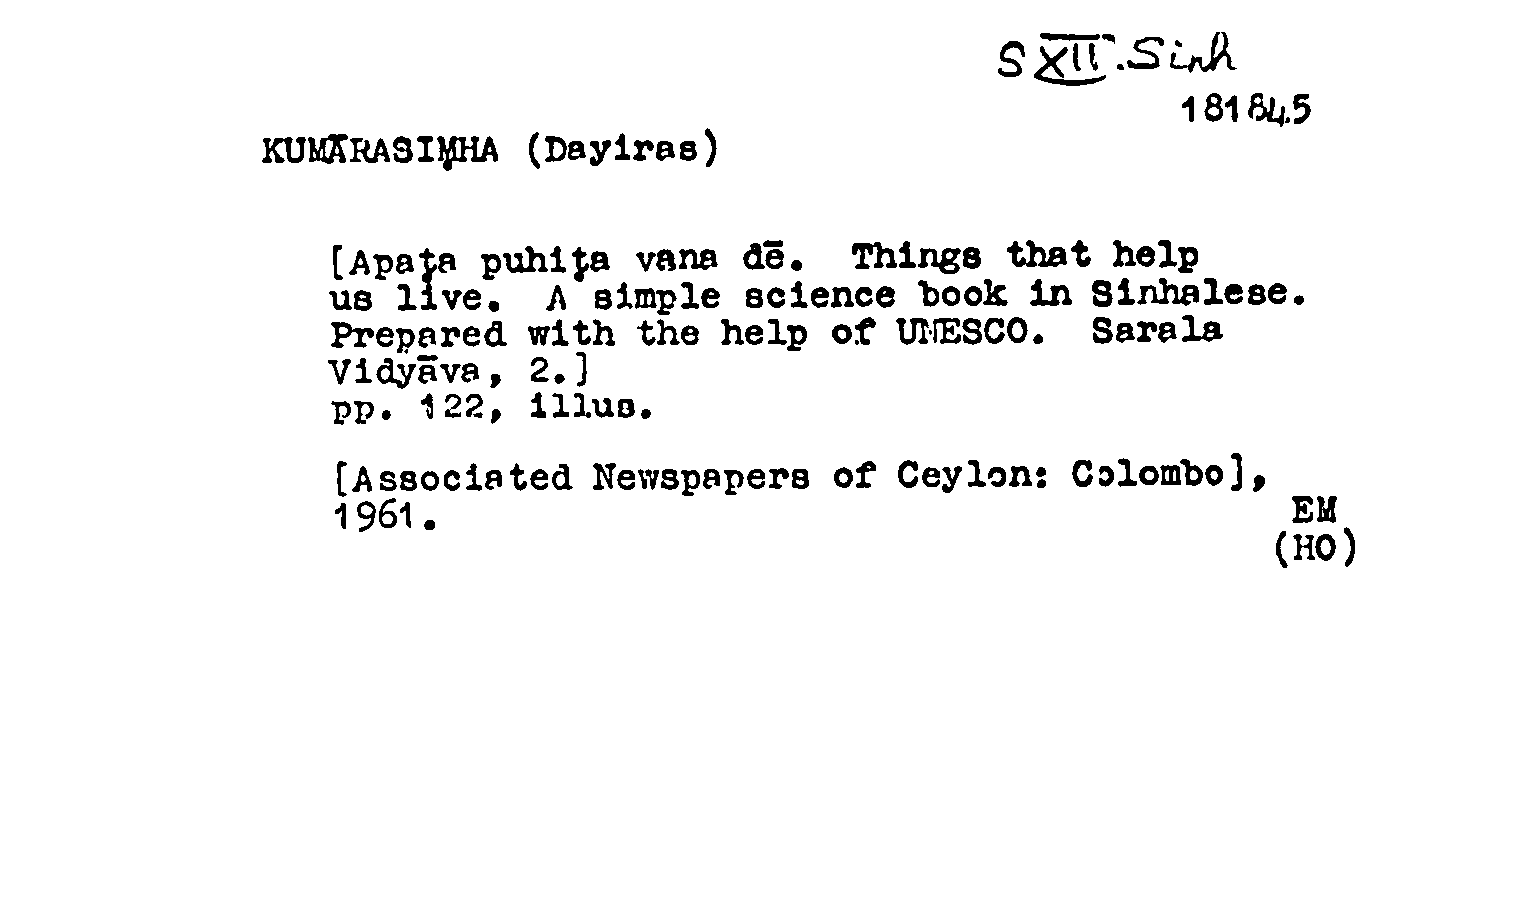 S XII. Sinh
181845
KUMĀRASIṂHA (Dayiras)
[Apaṭa puhiṭa vana dē. Things that help
us live. A simple science book in Sinhalese.
Prepared with the help of UNESCO. Sarala
Vidyāva, 2.]
pp. 122, illus.
[Associated Newspapers of Ceylon: Colombo],
1961.
EM
(HO)